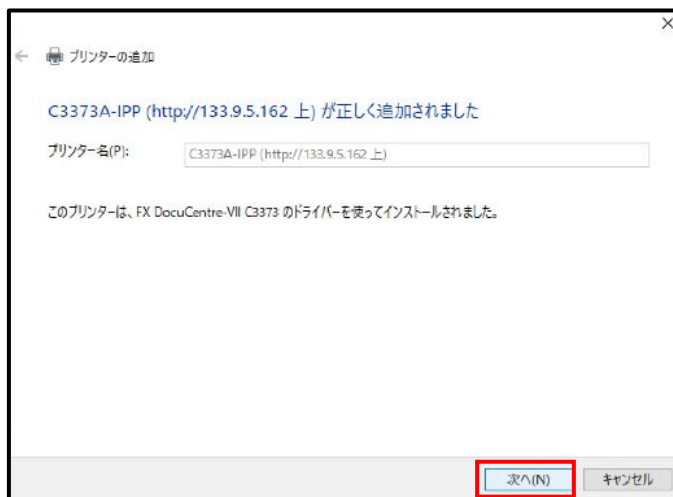 プリンターの追加
C3373A-IPP (http://133.9.5.162 上) が正しく追加されました
プリンター名(P):
C3373A-IPP (http://133.9.5.162 上)
このプリンターは、FX DocuCentre-VII C3373 のドライバーを使ってインストールされました。
次へ(N)
キャンセル